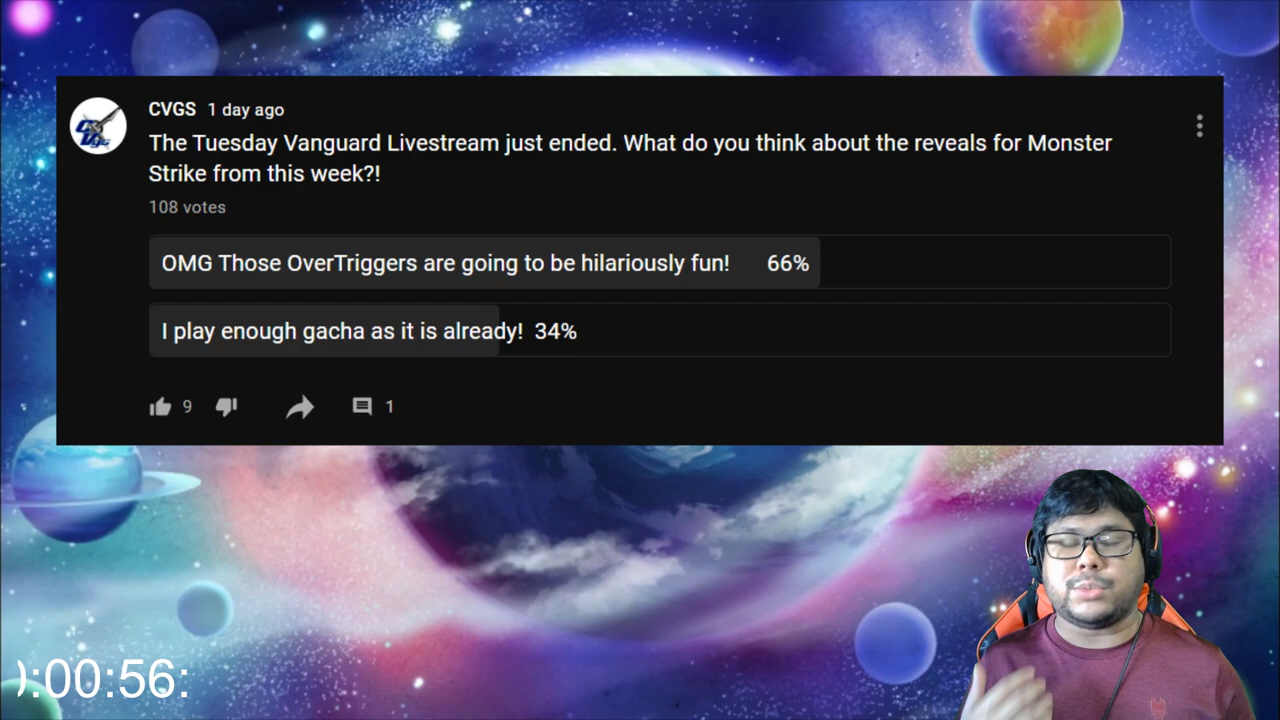 CVGS 1 day ago
The Tuesday Vanguard Livestream just ended. What do you think about the reveals for Monster
Strike from this week?!
108 votes
OMG Those OverTriggers are going to be hilariously fun! 66%
I play enough gacha as it is already! 34%
9 1
:00:56: